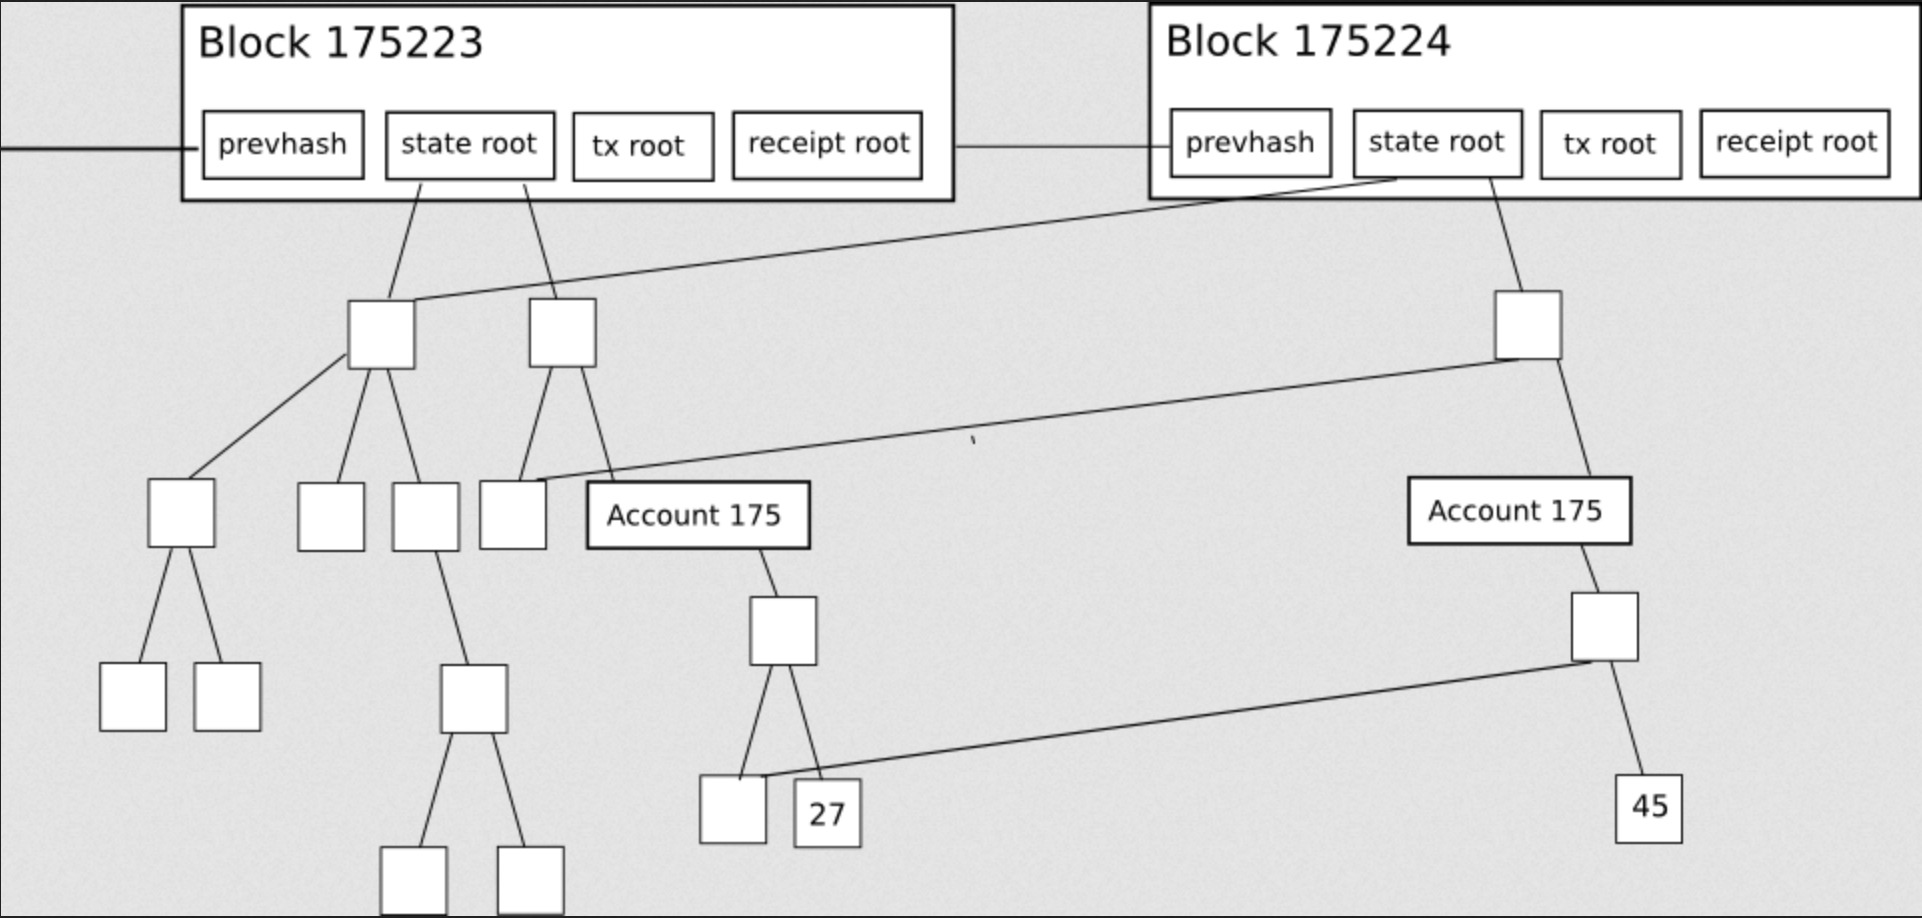 Block 175223
prevhash
state root
tx root
receipt root
Block 175224
prevhash
state root
tx root
receipt root
Account 175
27
Account 175
45